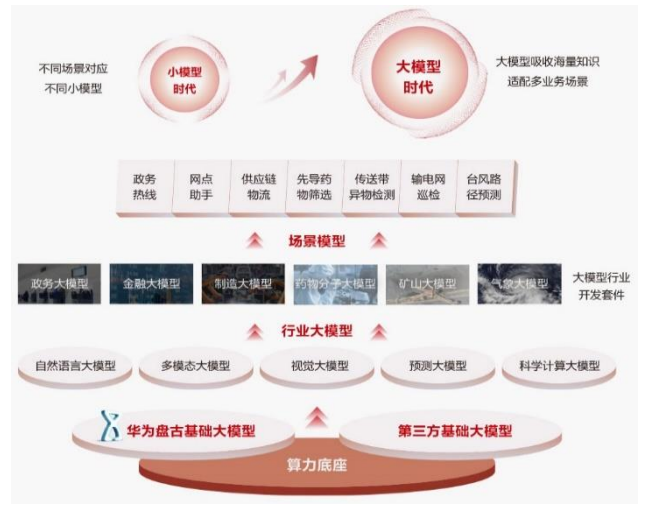 不同场景对应
不同小模型
小模型
时代
大模型
时代
大模型吸收海量知识
适配多业务场景
政务
热线
网点
助手
供应链
物流
先导药
物筛选
传送带
异物检测
输电网
巡检
台风路
径预测
场景模型
政务大模型
金融大模型
制造大模型
药物分子大模型
矿山大模型
气象大模型
大模型行业
开发套件
行业大模型
自然语言大模型
多模态大模型
视觉大模型
预测大模型
科学计算大模型
华为盘古基础大模型
第三方基础大模型
算力底座